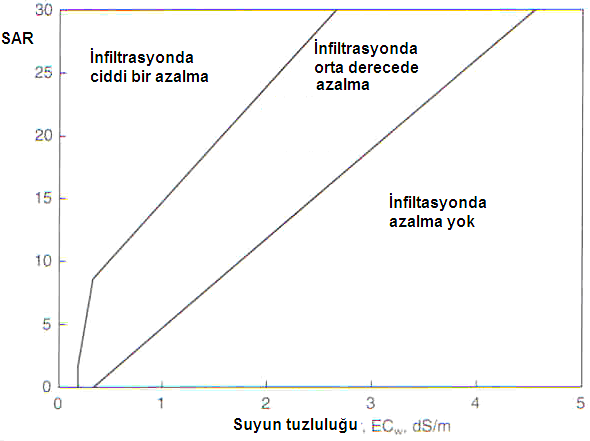 30
SAR
İnfiltrasyonda
ciddi bir azalma
İnfiltrasyonda
orta derecede
azalma
25
20
15
İnfiltasyonda
azalma yok
10
5
0
0 1 2 3 4 5
Suyun tuzluluğu ; ECw, dS/m